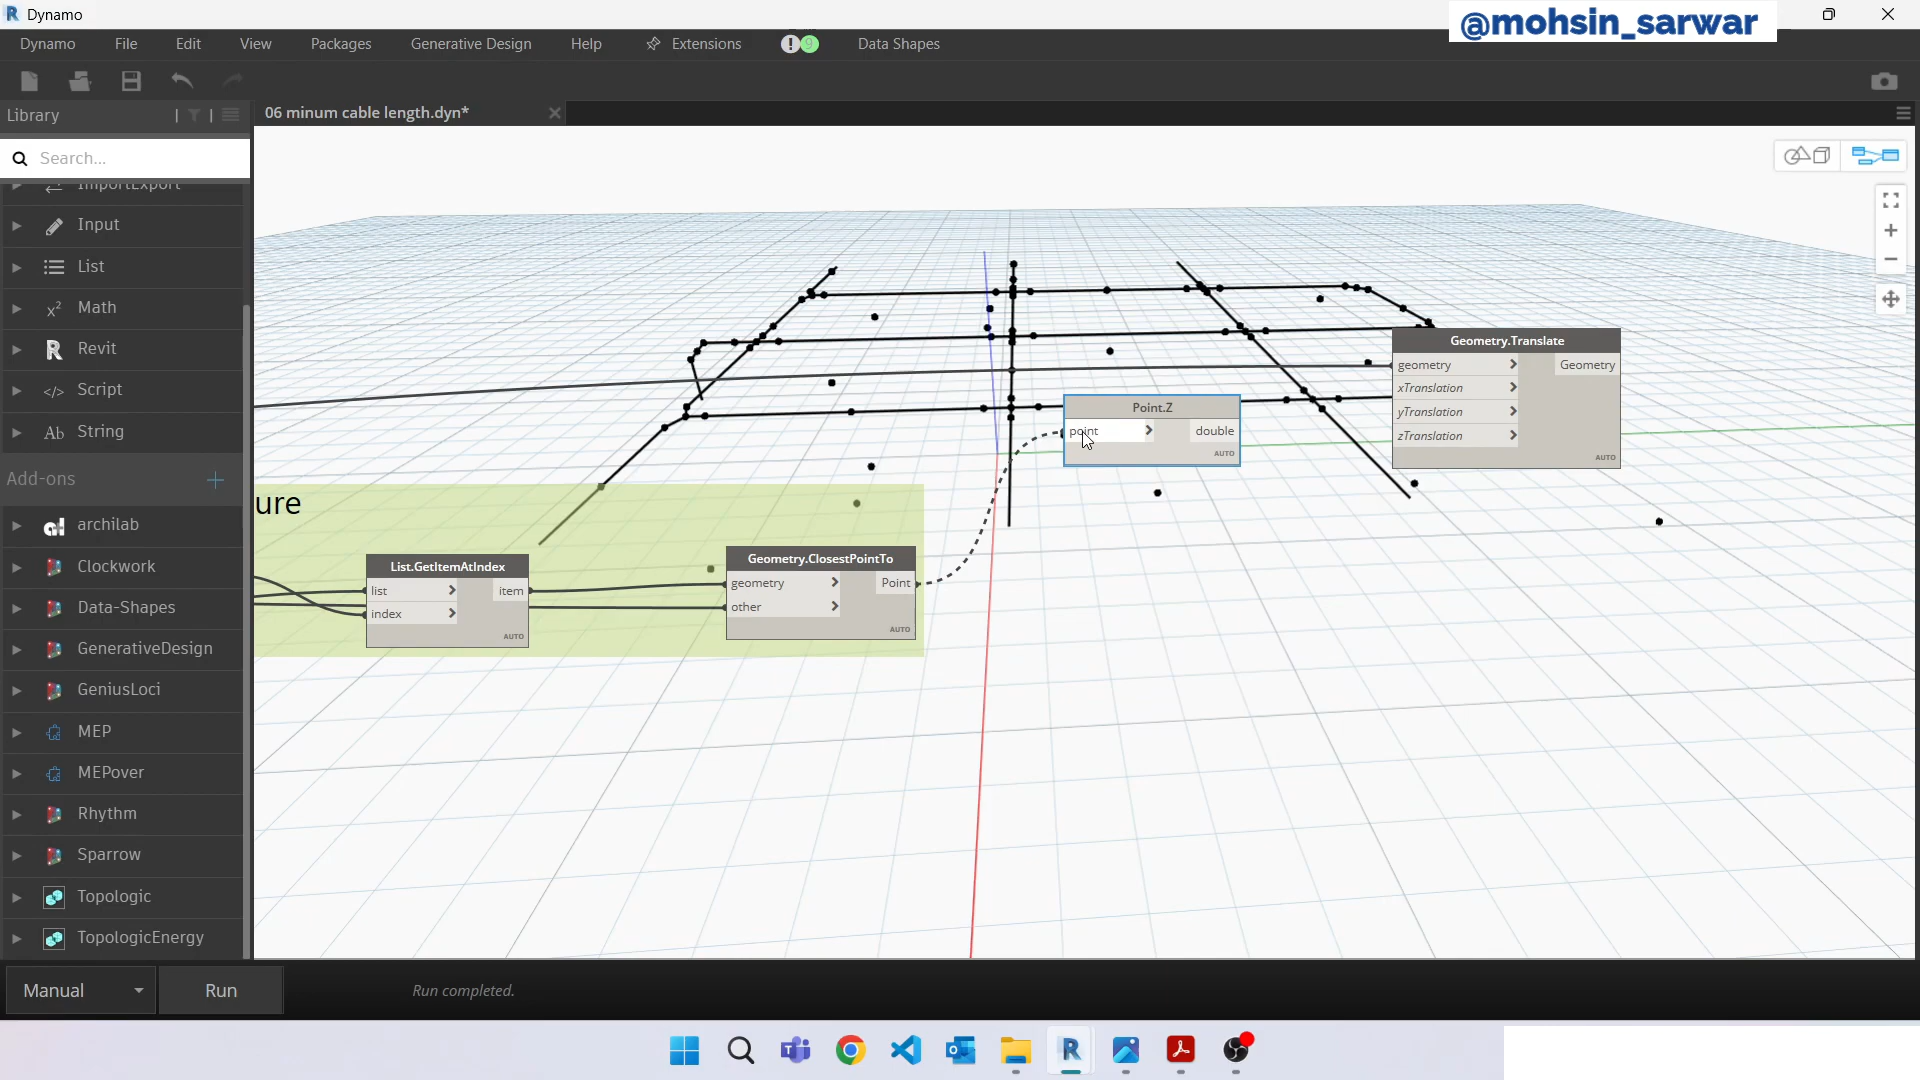 Dynamo
@mohsin_sarwar
Dynamo File Edit View Packages Generative Design Help Extensions ! 9 Data Shapes
Library
06 minum cable length.dyn*
Search...
ImportExport
Input
List
Math
Revit
Script
String
Add-ons
archilab
Clockwork
Data-Shapes
GenerativeDesign
GeniusLoci
MEP
MEPover
Rhythm
Sparrow
Topologic
TopologicEnergy
ure
List.GetItemAtIndex
list item
index
AUTO
Geometry.ClosestPointTo
geometry Point
other
AUTO
Point.Z
point double
AUTO
Geometry.Translate
geometry Geometry
xTranslation
yTranslation
zTranslation
AUTO
Manual Run Run completed.